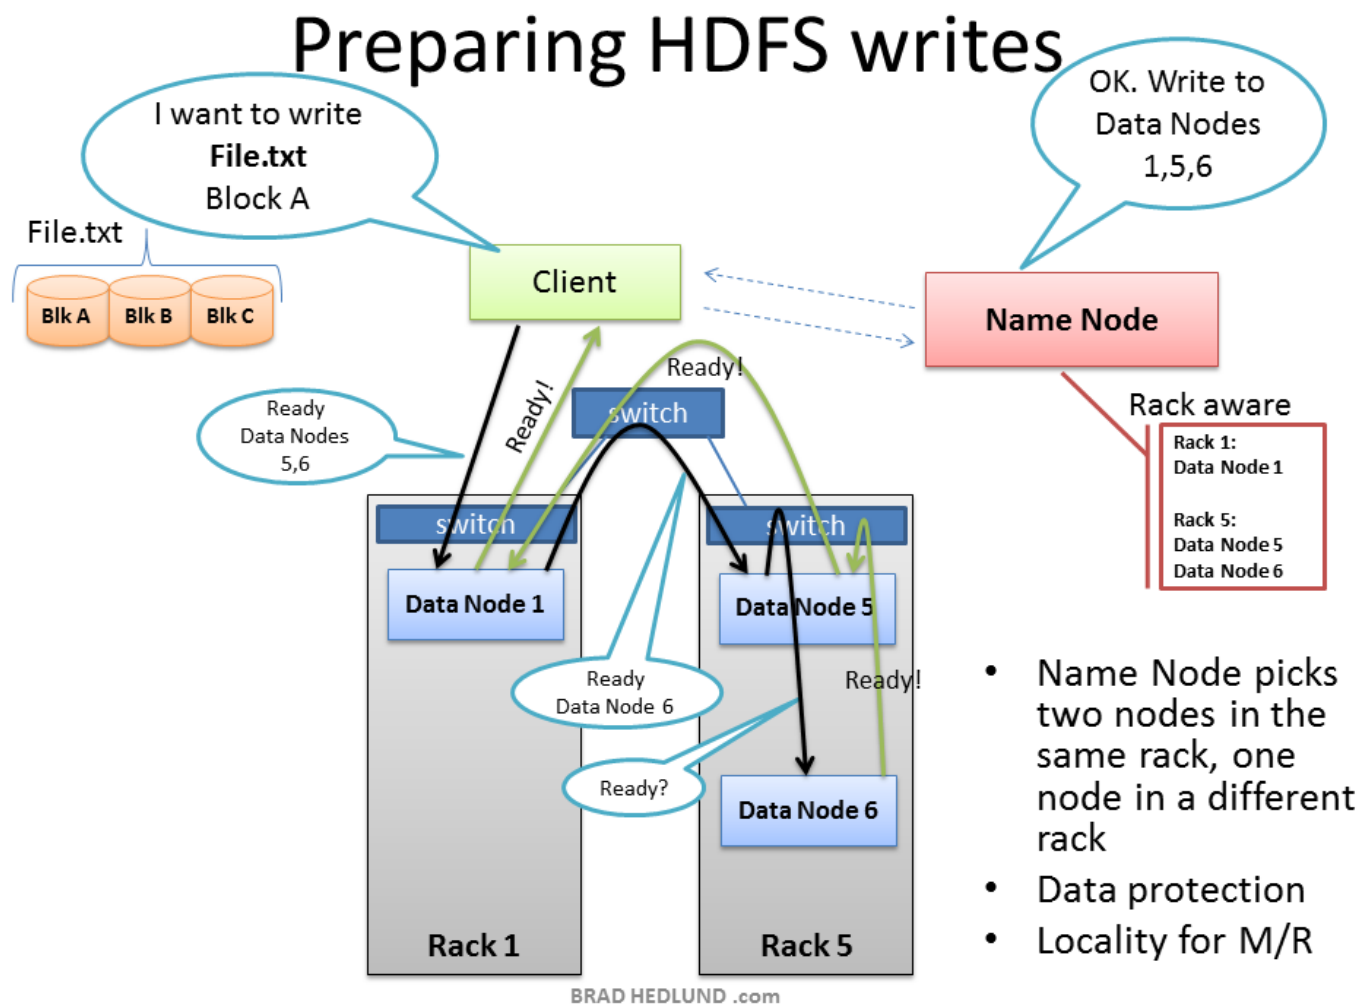 Preparing HDFS writes
I want to write
File.txt
Block A
OK. Write to
Data Nodes
1,5,6
File.txt
Blk A
Blk B
Blk C
Client
Name Node
Ready!
Ready!
switch
Ready
Data Nodes
5,6
Rack aware
Rack 1:
Data Node 1
Rack 5:
Data Node 5
Data Node 6
switch
switch
Data Node 1
Data Node 5
Ready
Data Node 6
Ready!
Ready?
Data Node 6
Rack 1
Rack 5
• Name Node picks
two nodes in the
same rack, one
node in a different
rack
• Data protection
• Locality for M/R
BRAD HEDLUND .com